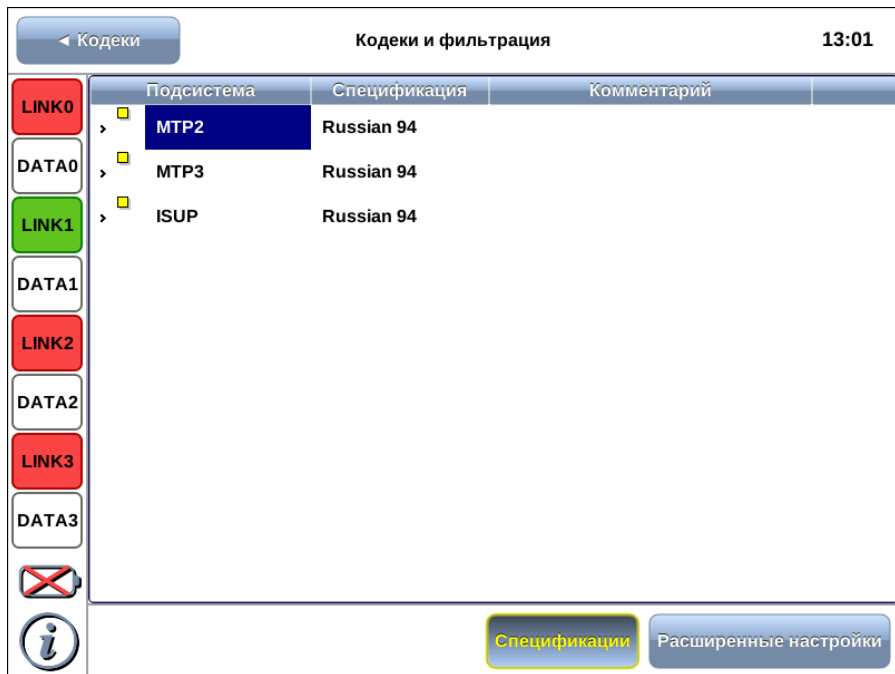 ◄ Кодеки
Кодеки и фильтрация
13:01
Подсистема Спецификация Комментарий
LINK0
DATA0
LINK1
DATA1
LINK2
DATA2
LINK3
DATA3
MTP2 Russian 94
MTP3 Russian 94
ISUP Russian 94
i
Спецификации
Расширенные настройки